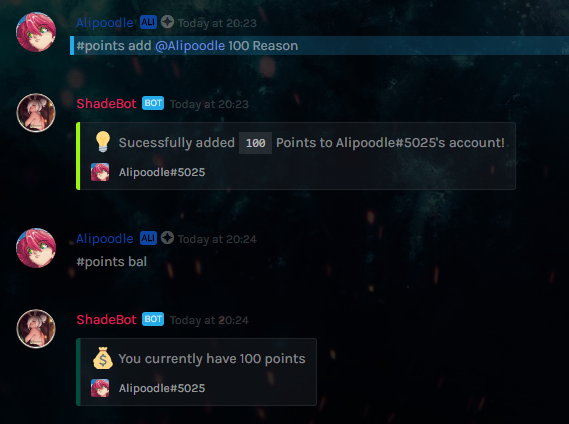 Alipoodle ALI Today at 20:23
#points add @Alipoodle 100 Reason
ShadeBot BOT Today at 20:23
Sucessfully added 100 Points to Alipoodle#5025's account!
Alipoodle#5025
Alipoodle ALI Today at 20:24
#points bal
ShadeBot BOT Today at 20:24
You currently have 100 points
Alipoodle#5025